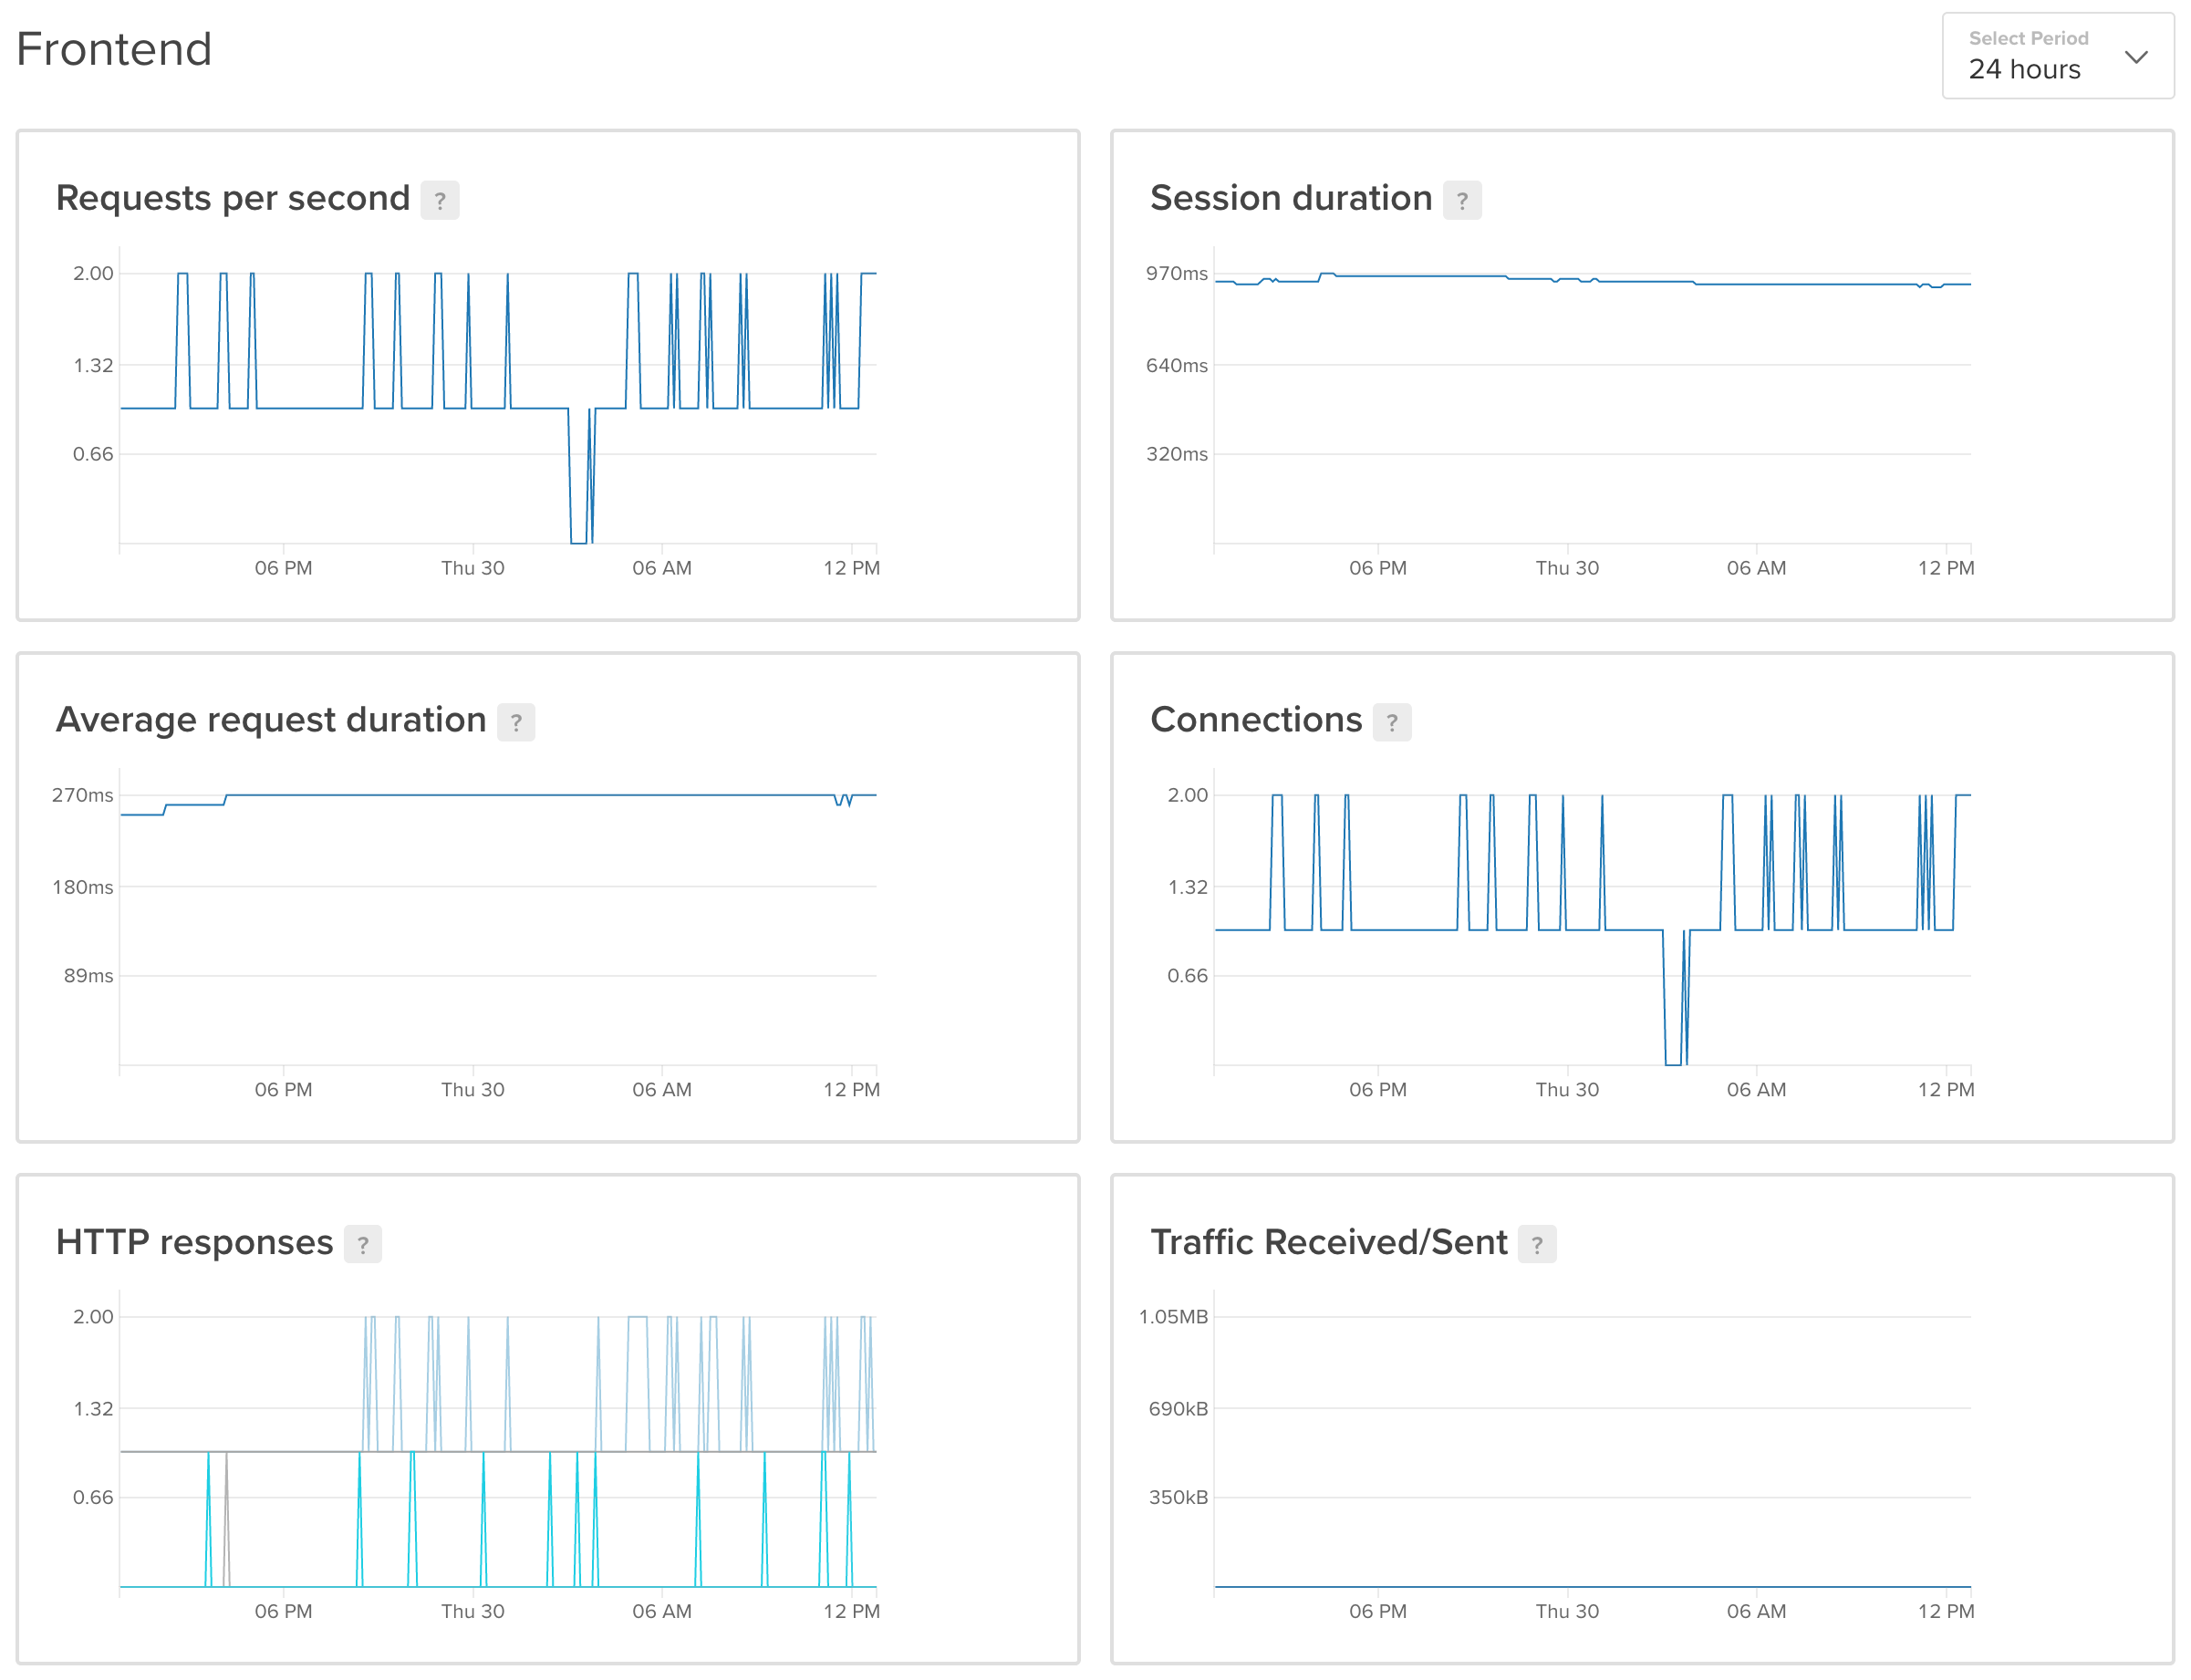 Frontend
Select Period
24 hours
Requests per second ?
2.00
1.32
0.66
06 PM Thu 30 06 AM 12 PM
Session duration ?
970ms
640ms
320ms
06 PM Thu 30 06 AM 12 PM
Average request duration ?
270ms
180ms
89ms
06 PM Thu 30 06 AM 12 PM
Connections ?
2.00
1.32
0.66
06 PM Thu 30 06 AM 12 PM
HTTP responses ?
2.00
1.32
0.66
06 PM Thu 30 06 AM 12 PM
Traffic Received/Sent ?
1.05MB
690kB
350kB
06 PM Thu 30 06 AM 12 PM